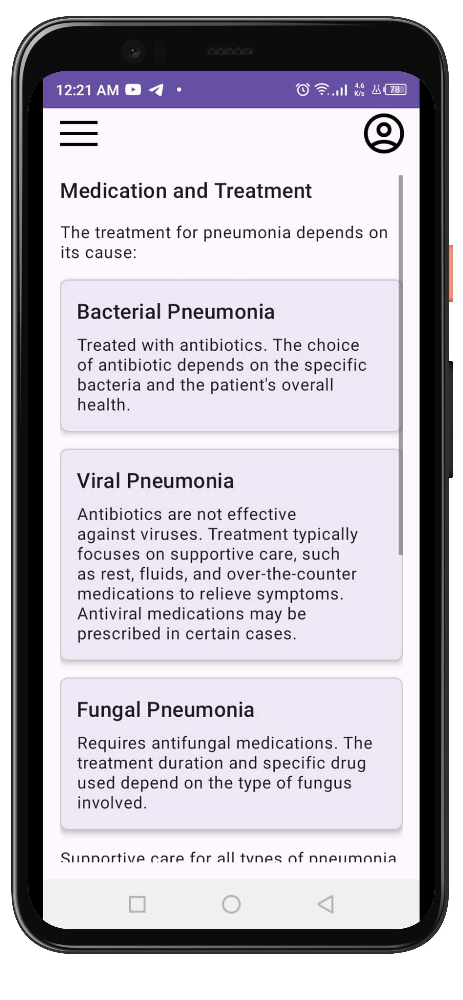 12:21 AM
4.6
K/s
78
Medication and Treatment
The treatment for pneumonia depends on
its cause:
Bacterial Pneumonia
Treated with antibiotics. The choice
of antibiotic depends on the specific
bacteria and the patient's overall
health.
Viral Pneumonia
Antibiotics are not effective
against viruses. Treatment typically
focuses on supportive care, such
as rest, fluids, and over-the-counter
medications to relieve symptoms.
Antiviral medications may be
prescribed in certain cases.
Fungal Pneumonia
Requires antifungal medications. The
treatment duration and specific drug
used depend on the type of fungus
involved.
Supportive care for all types of pneumonia